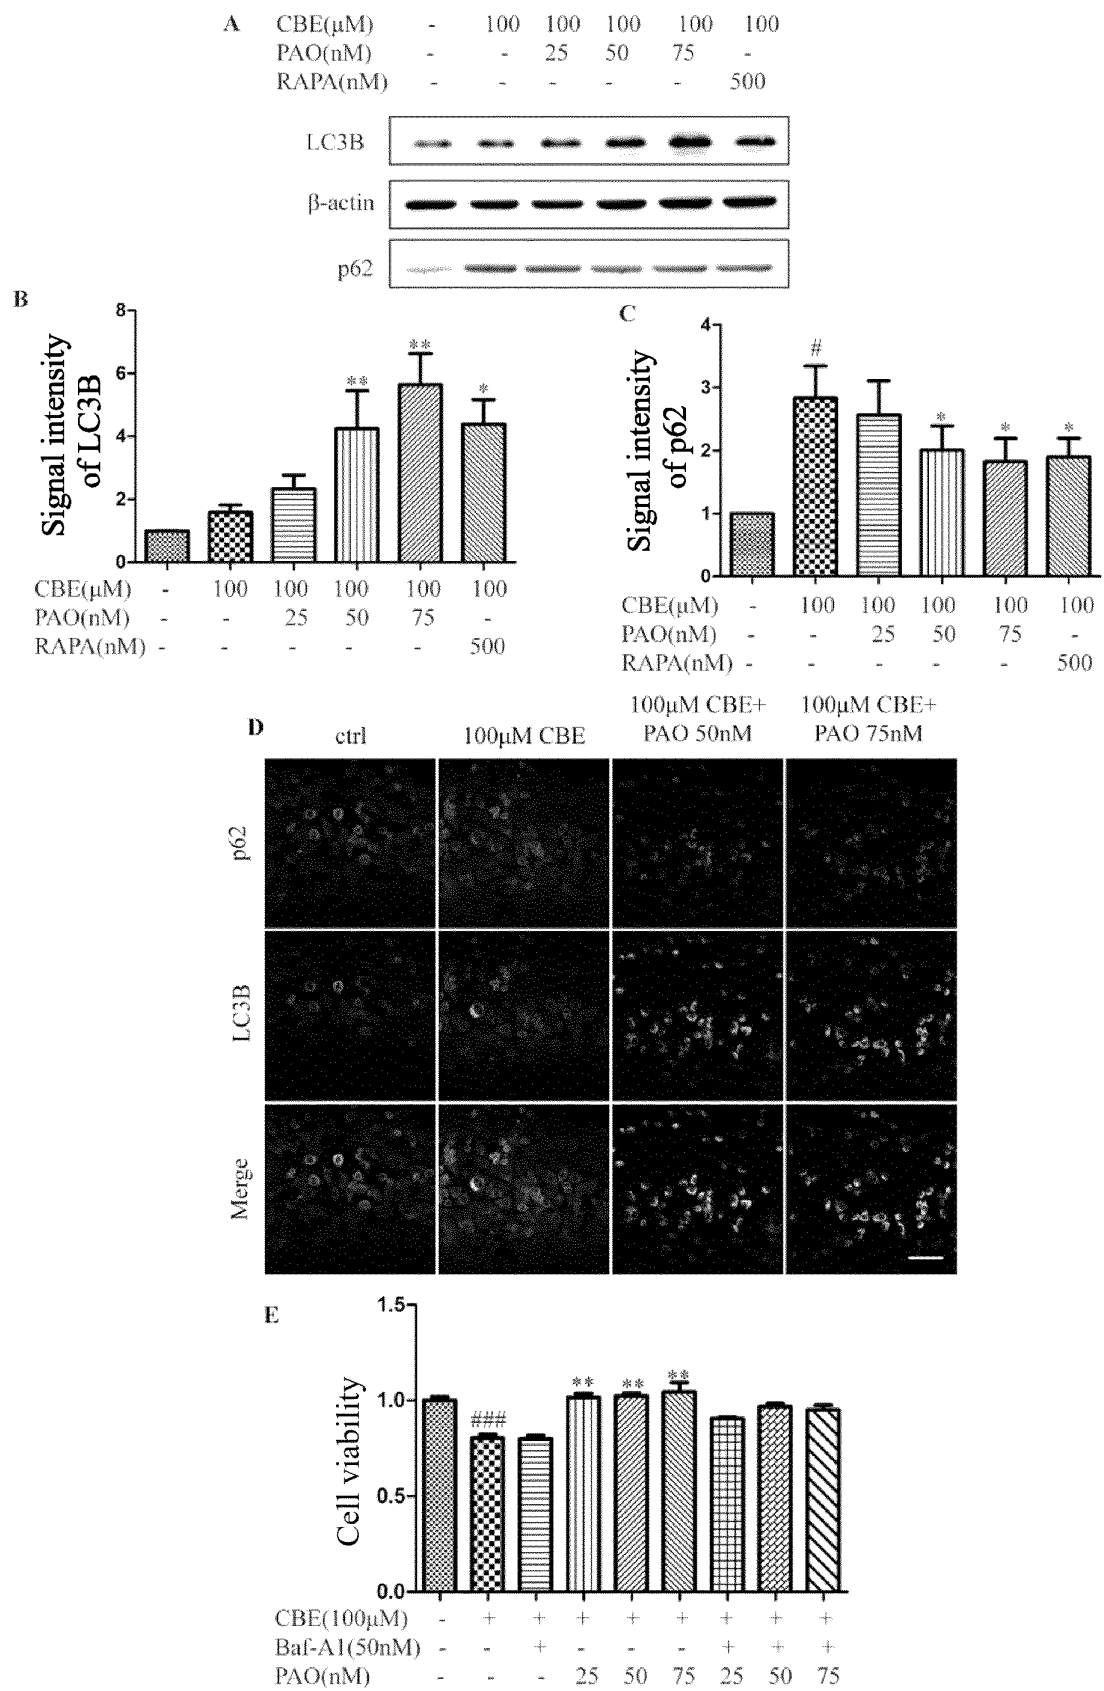 A CBE(μM) - 100 100 100 100 100
PAO(nM) - - 25 50 75 -
RAPA(nM) - - - - - 500
LC3B
β-actin
p62
B
Signal intensity
of LC3B
8
6
4
2
0
** ** *
CBE(μM) - 100 100 100 100 100
PAO(nM) - - 25 50 75 -
RAPA(nM) - - - - - 500
C
Signal intensity
of p62
4
3
2
1
0
# * * *
CBE(μM) - 100 100 100 100 100
PAO(nM) - - 25 50 75 -
RAPA(nM) - - - - - 500
D
ctrl
100μM CBE
100μM CBE+
PAO 50nM
100μM CBE+
PAO 75nM
p62
LC3B
Merge
E
Cell viability
1.5
1.0
0.5
0.0
### ** ** **
CBE(100μM) - + + + + + + + +
Baf-A1(50nM) - - + - - - + + +
PAO(nM) - - - 25 50 75 25 50 75